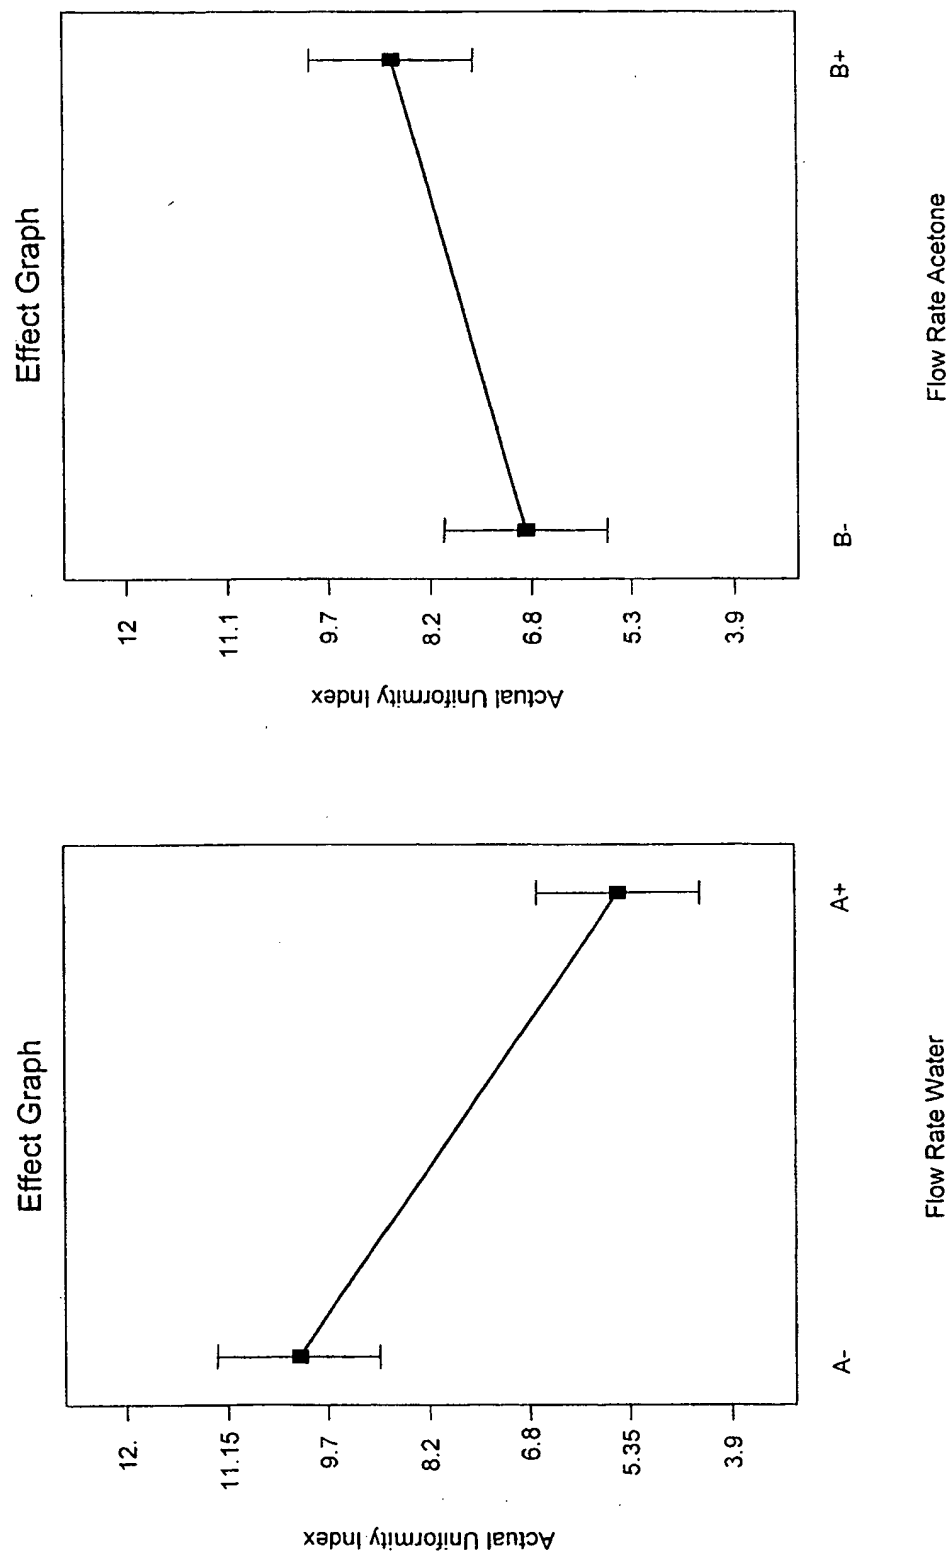 Effect Graph
12
11.1
9.7
8.2
6.8
5.3
3.9
Actual Uniformity Index
B-
B+
Flow Rate Acetone
Effect Graph
12.
11.15
9.7
8.2
6.8
5.35
3.9
Actual Uniformity Index
A-
A+
Flow Rate Water